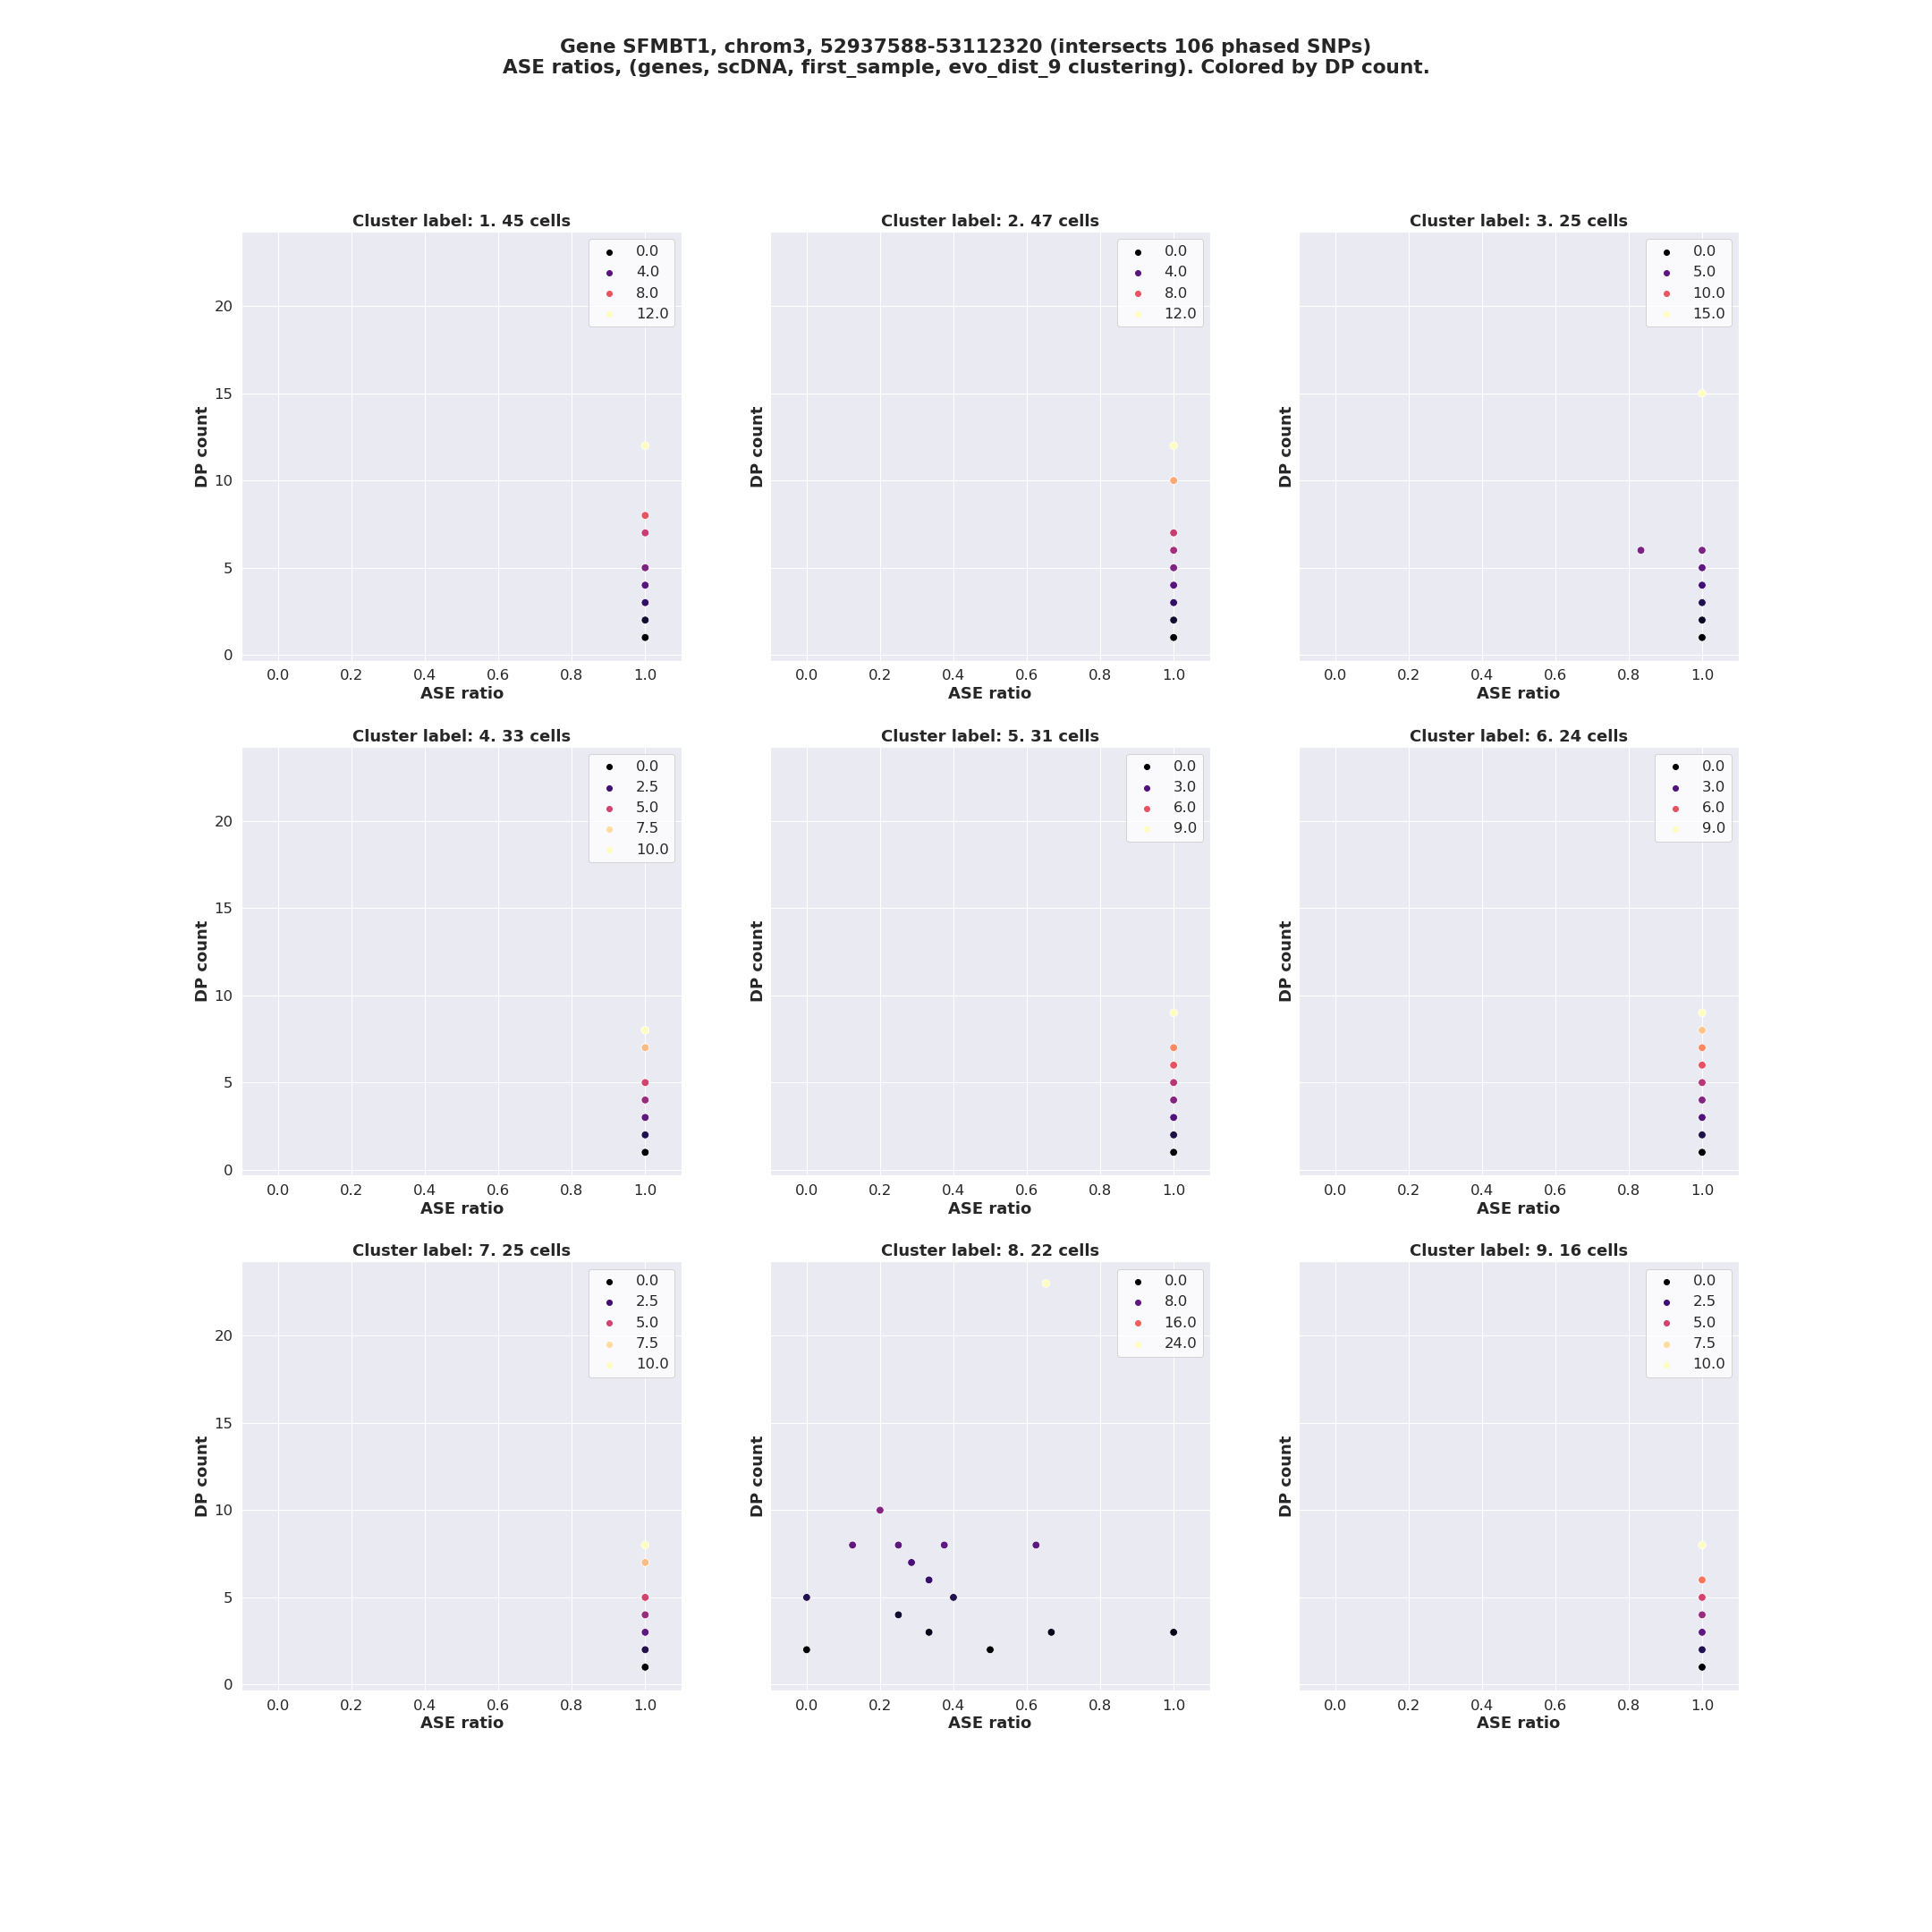 Gene SFMBT1, chrom3, 52937588-53112320 (intersects 106 phased SNPs)
ASE ratios, (genes, scDNA, first_sample, evo_dist_9 clustering). Colored by DP count.
Cluster label: 1. 45 cells
0.0
4.0
8.0
12.0
DP count
20
15
10
5
0
0.0 0.2 0.4 0.6 0.8 1.0
ASE ratio
Cluster label: 2. 47 cells
0.0
4.0
8.0
12.0
DP count
0.0 0.2 0.4 0.6 0.8 1.0
ASE ratio
Cluster label: 3. 25 cells
0.0
5.0
10.0
15.0
DP count
0.0 0.2 0.4 0.6 0.8 1.0
ASE ratio
Cluster label: 4. 33 cells
0.0
2.5
5.0
7.5
10.0
DP count
20
15
10
5
0
0.0 0.2 0.4 0.6 0.8 1.0
ASE ratio
Cluster label: 5. 31 cells
0.0
3.0
6.0
9.0
DP count
0.0 0.2 0.4 0.6 0.8 1.0
ASE ratio
Cluster label: 6. 24 cells
0.0
3.0
6.0
9.0
DP count
0.0 0.2 0.4 0.6 0.8 1.0
ASE ratio
Cluster label: 7. 25 cells
0.0
2.5
5.0
7.5
10.0
DP count
20
15
10
5
0
0.0 0.2 0.4 0.6 0.8 1.0
ASE ratio
Cluster label: 8. 22 cells
0.0
8.0
16.0
24.0
DP count
0.0 0.2 0.4 0.6 0.8 1.0
ASE ratio
Cluster label: 9. 16 cells
0.0
2.5
5.0
7.5
10.0
DP count
0.0 0.2 0.4 0.6 0.8 1.0
ASE ratio